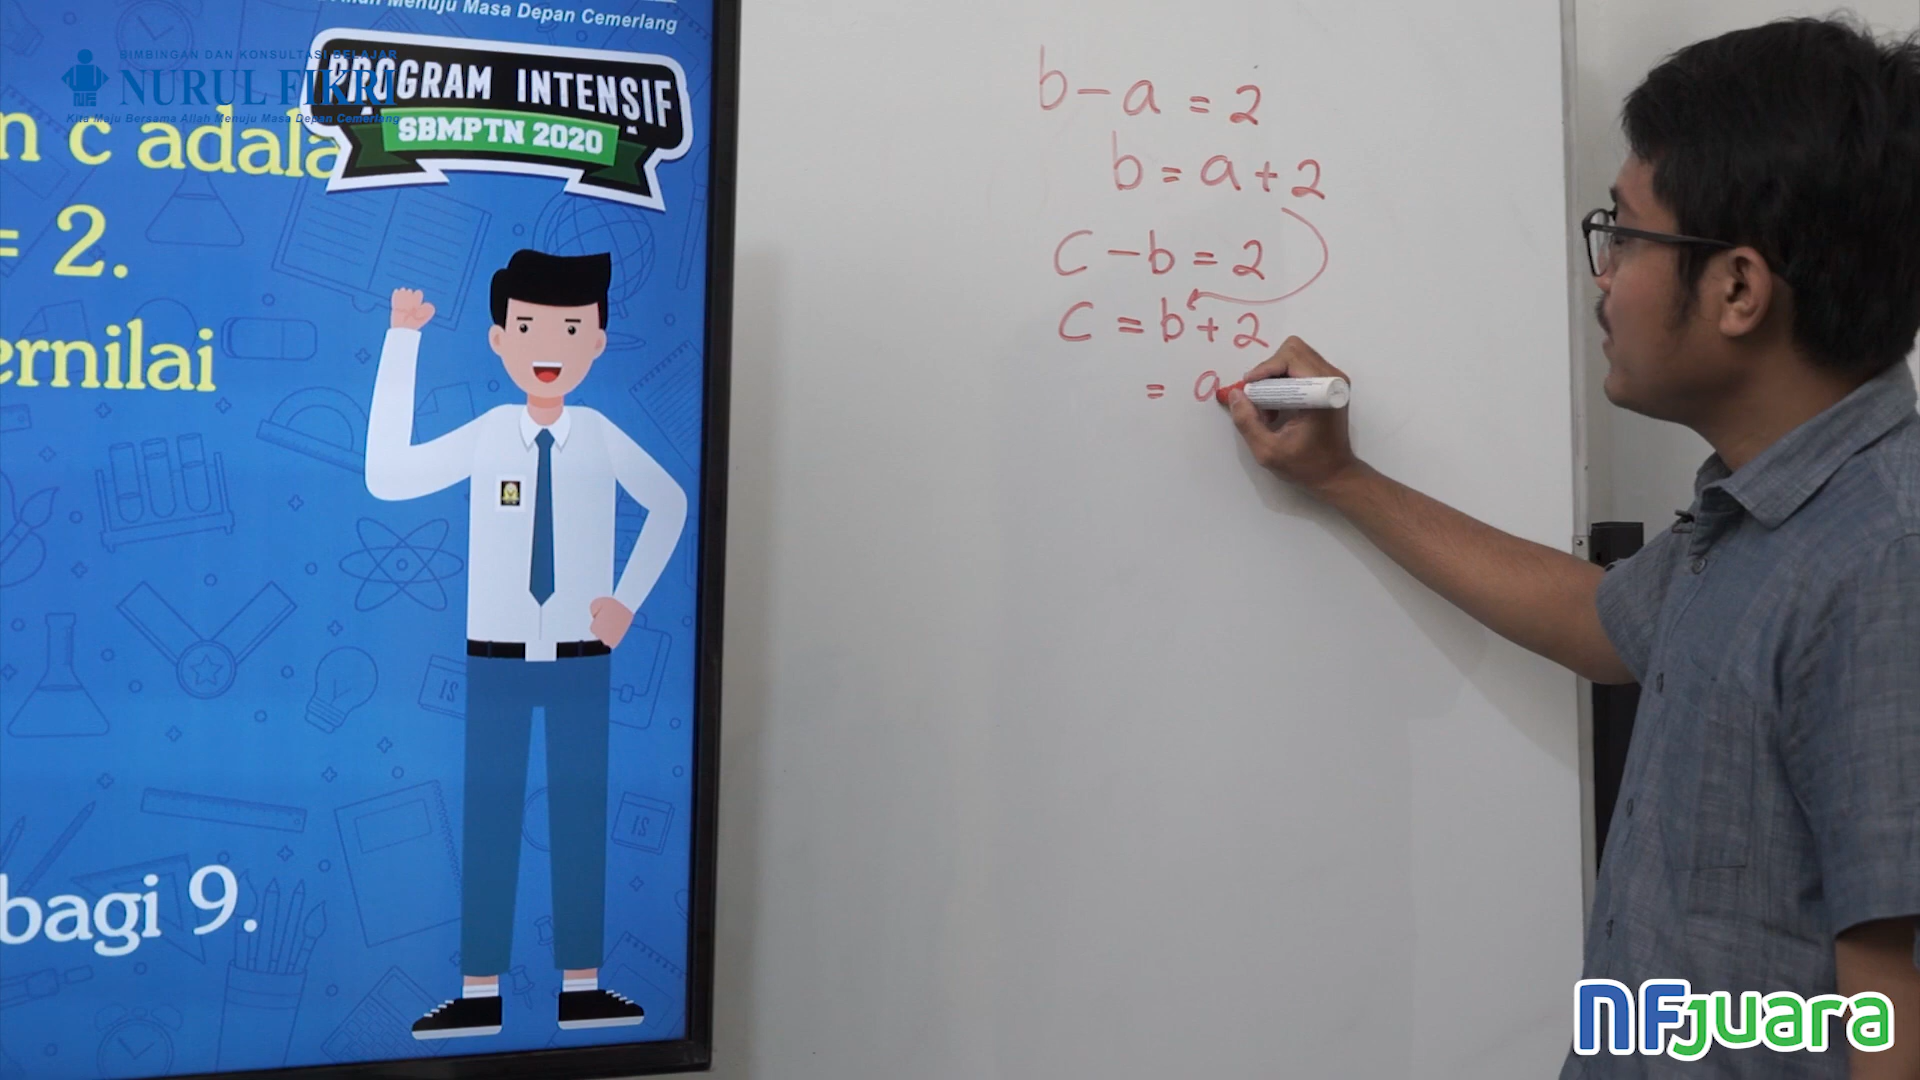 Menuju Masa Depan Cemerlang
BIMBINGAN DAN KONSULTASI BELAJAR
NURUL FIKRI
Kita Maju Bersama Allah Menuju Masa Depan Cemerlang
NF
PROGRAM INTENSIF
SBMPTN 2020
n c adala
= 2.
ernilai
bagi 9.
b - a = 2
b = a + 2
c - b = 2
c = b + 2
= a
NFjuara